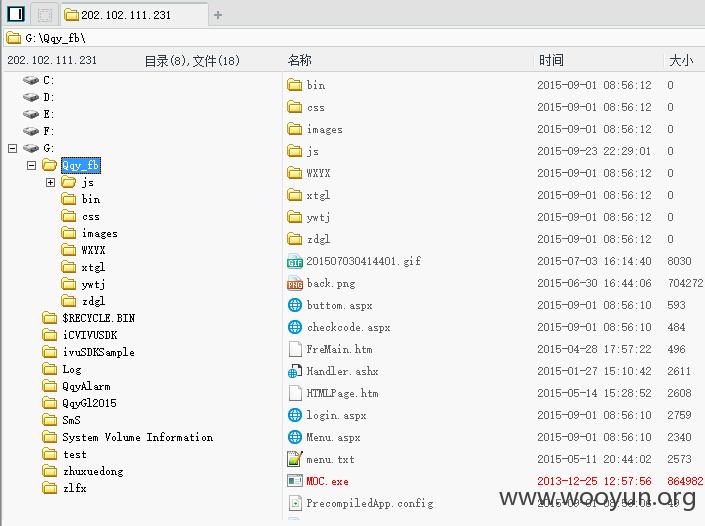 202.102.111.231
G:\Qqy_fb\
202.102.111.231 目录(8),文件(18) 名称 时间 大小
C:
D:
E:
F:
G:
Qqy_fb
js
bin
css
images
WXYX
xtgl
ywtj
zdgl
$RECYCLE.BIN
iCVIVUSDK
ivuSDKSample
Log
QqyAlarm
QqyGl2015
SmS
System Volume Information
test
zhuxuedong
zlfx
bin 2015-09-01 08:56:12 0
css 2015-09-01 08:56:12 0
images 2015-09-01 08:56:12 0
js 2015-09-23 22:29:01 0
WXYX 2015-09-01 08:56:12 0
xtgl 2015-09-01 08:56:12 0
ywtj 2015-09-01 08:56:12 0
zdgl 2015-09-01 08:56:12 0
GIF 201507030414401.gif 2015-07-03 16:14:40 8030
PNG back.png 2015-06-30 16:44:06 704272
buttom.aspx 2015-09-01 08:56:10 593
checkcode.aspx 2015-09-01 08:56:10 484
FreMain.htm 2015-04-28 17:57:22 496
Handler.ashx 2015-01-27 15:10:42 2611
HTMLPage.htm 2015-05-14 15:28:52 2608
login.aspx 2015-09-01 08:56:10 2759
Menu.aspx 2015-09-01 08:56:10 2340
menu.txt 2015-05-11 20:44:02 2573
MOC.exe 2013-12-25 12:57:56 864982
PrecompiledApp.config 2015-09-01 08:56
www.wooyun.org